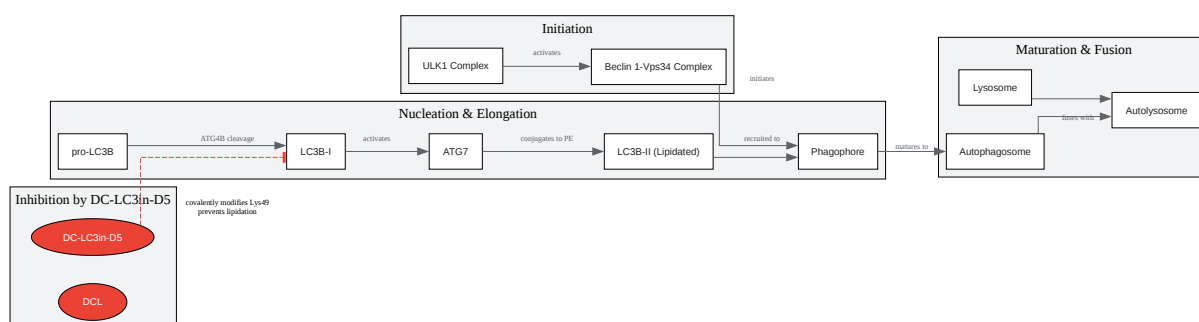 Initiation
ULK1 Complex
activates
Beclin 1-Vps34 Complex
initiates
Maturation & Fusion
Lysosome
Autolysosome
fuses with
Autophagosome
Nucleation & Elongation
pro-LC3B
ATG4B cleavage
LC3B-I
activates
ATG7
conjugates to PE
LC3B-II (Lipidated)
recruited to
Phagophore
matures to
Inhibition by DC-LC3in-D5
covalently modifies Lys49
prevents lipidation
DC-LC3in-D5
DCL